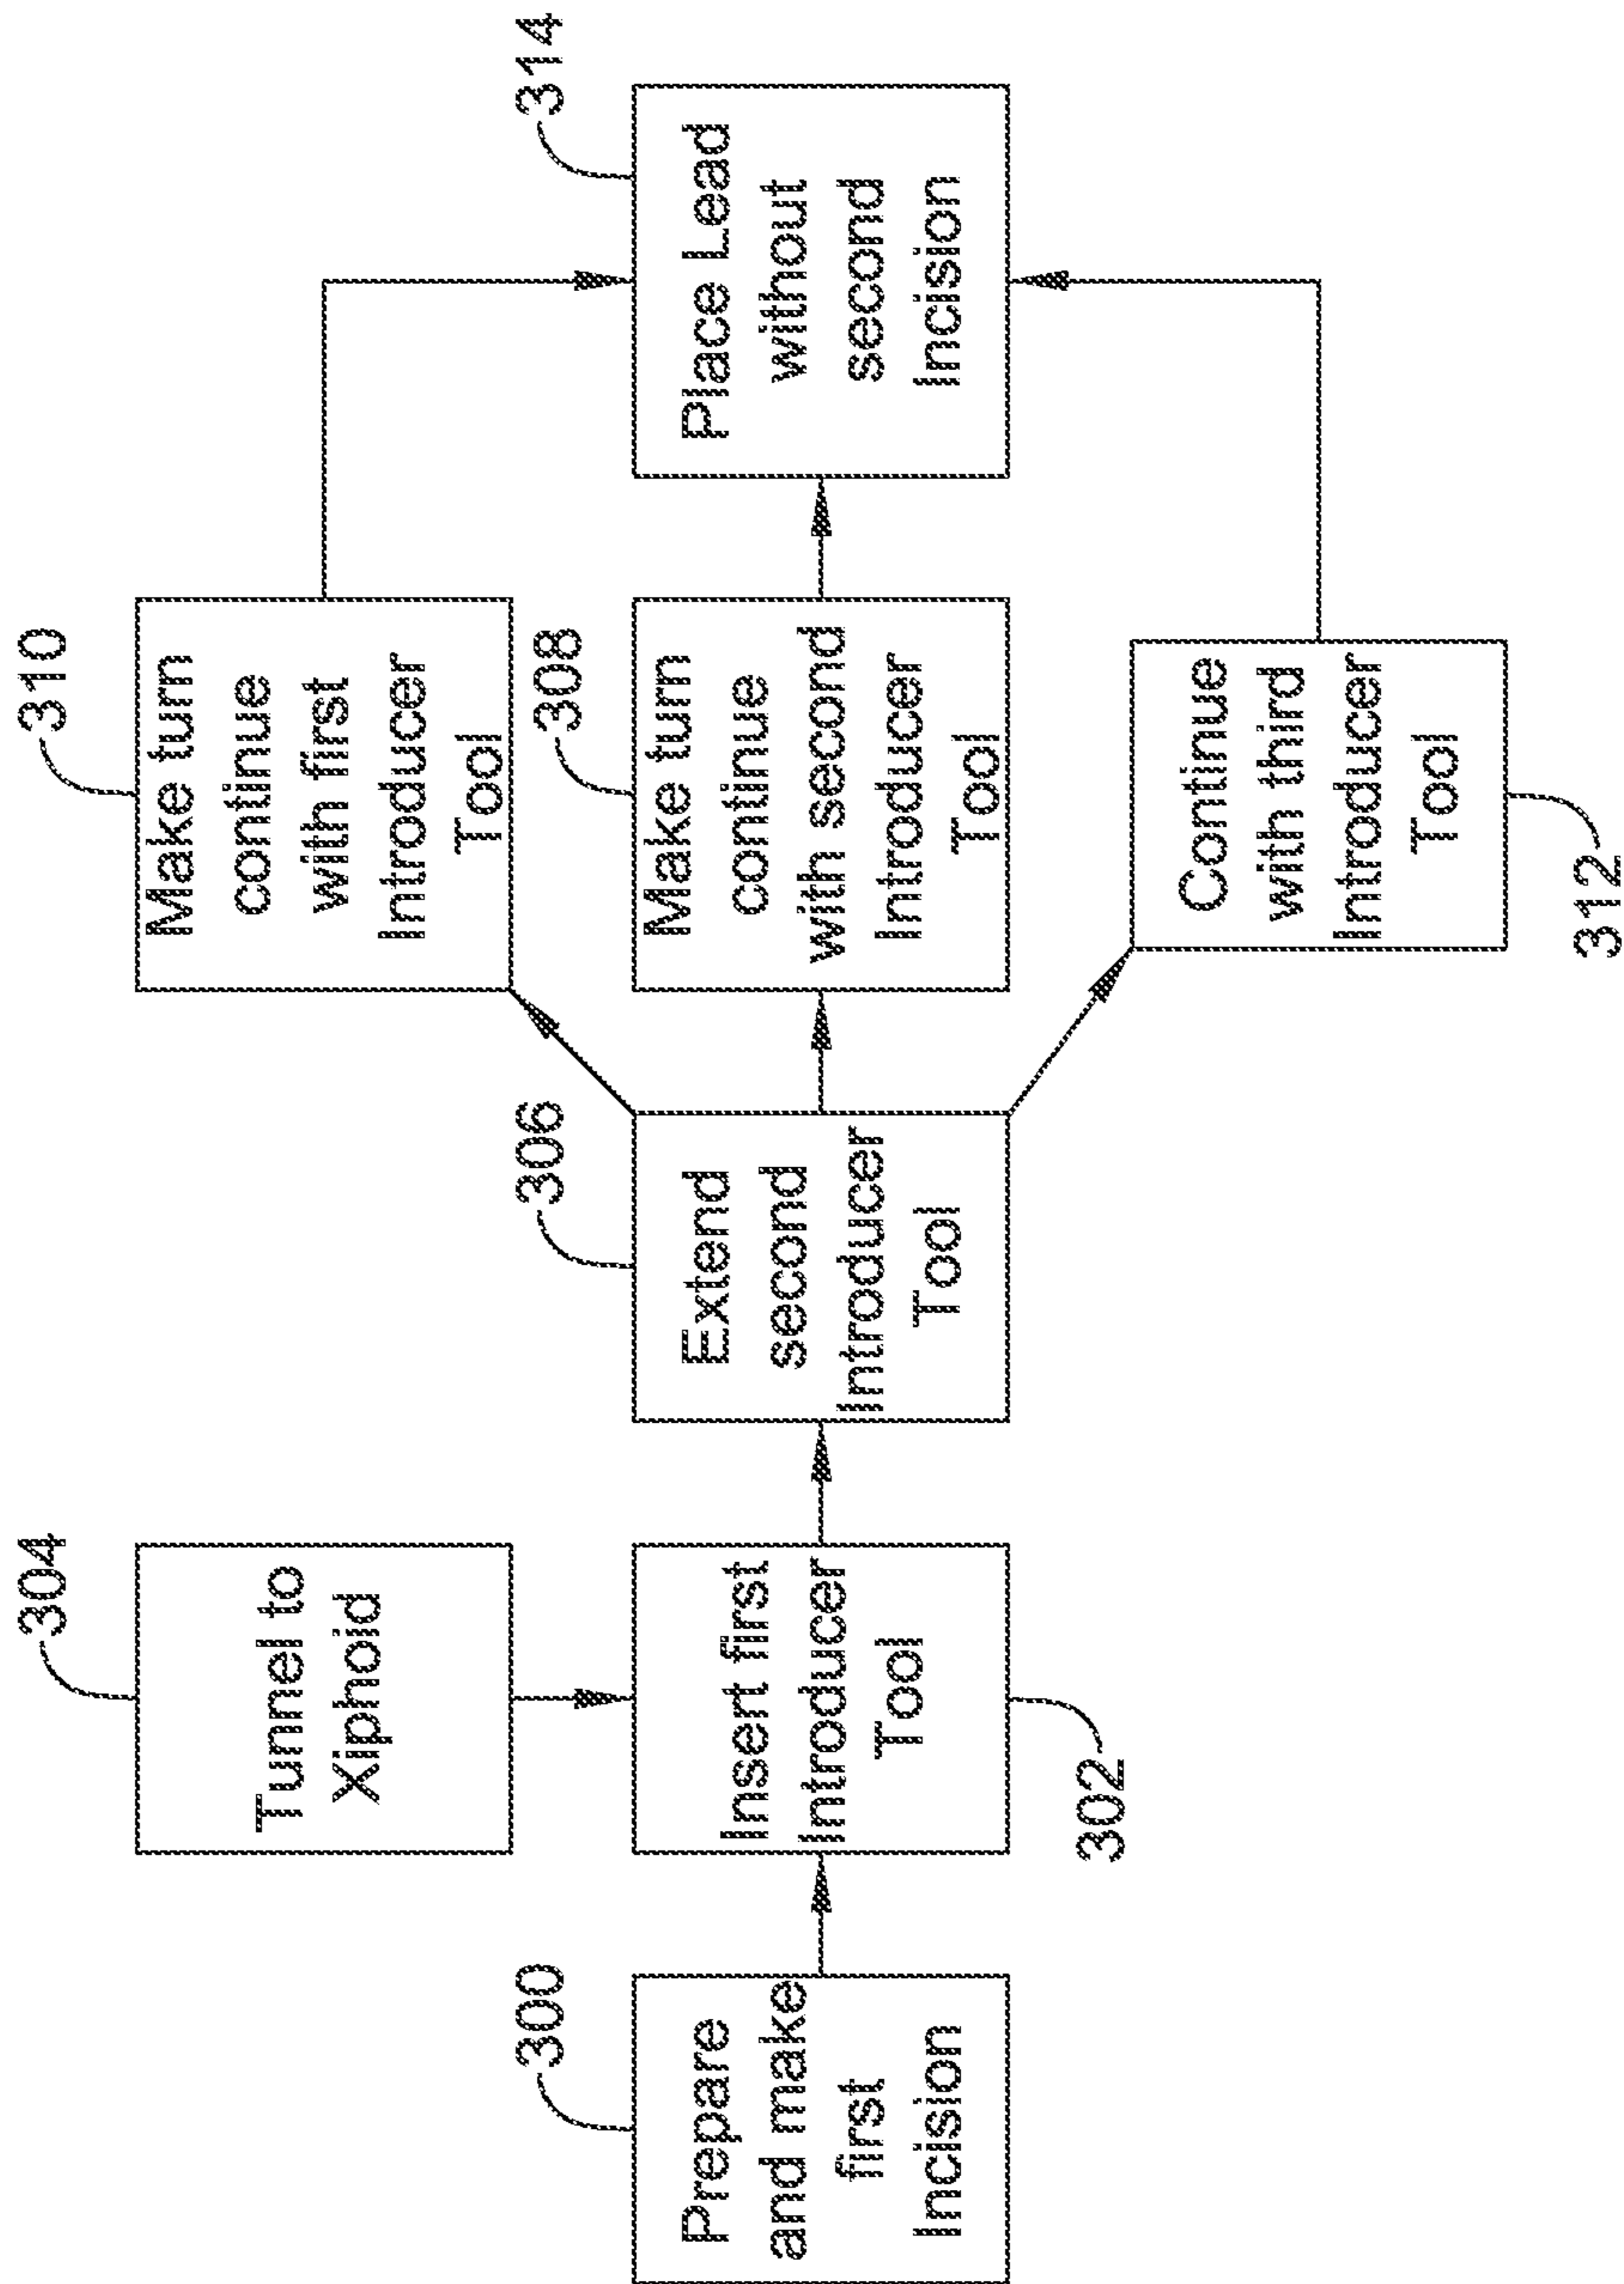 300
Prepare
and make
first
Incision
304
Tunnel to
Xiphoid
Insert first
Introducer
Tool
302
306
Extend
second
Introducer
Tool
310
Make turn
continue
with first
Introducer
Tool
308
Make turn
continue
with second
Introducer
Tool
Continue
with third
Introducer
Tool
312
314
Place Lead
without
second
Incision